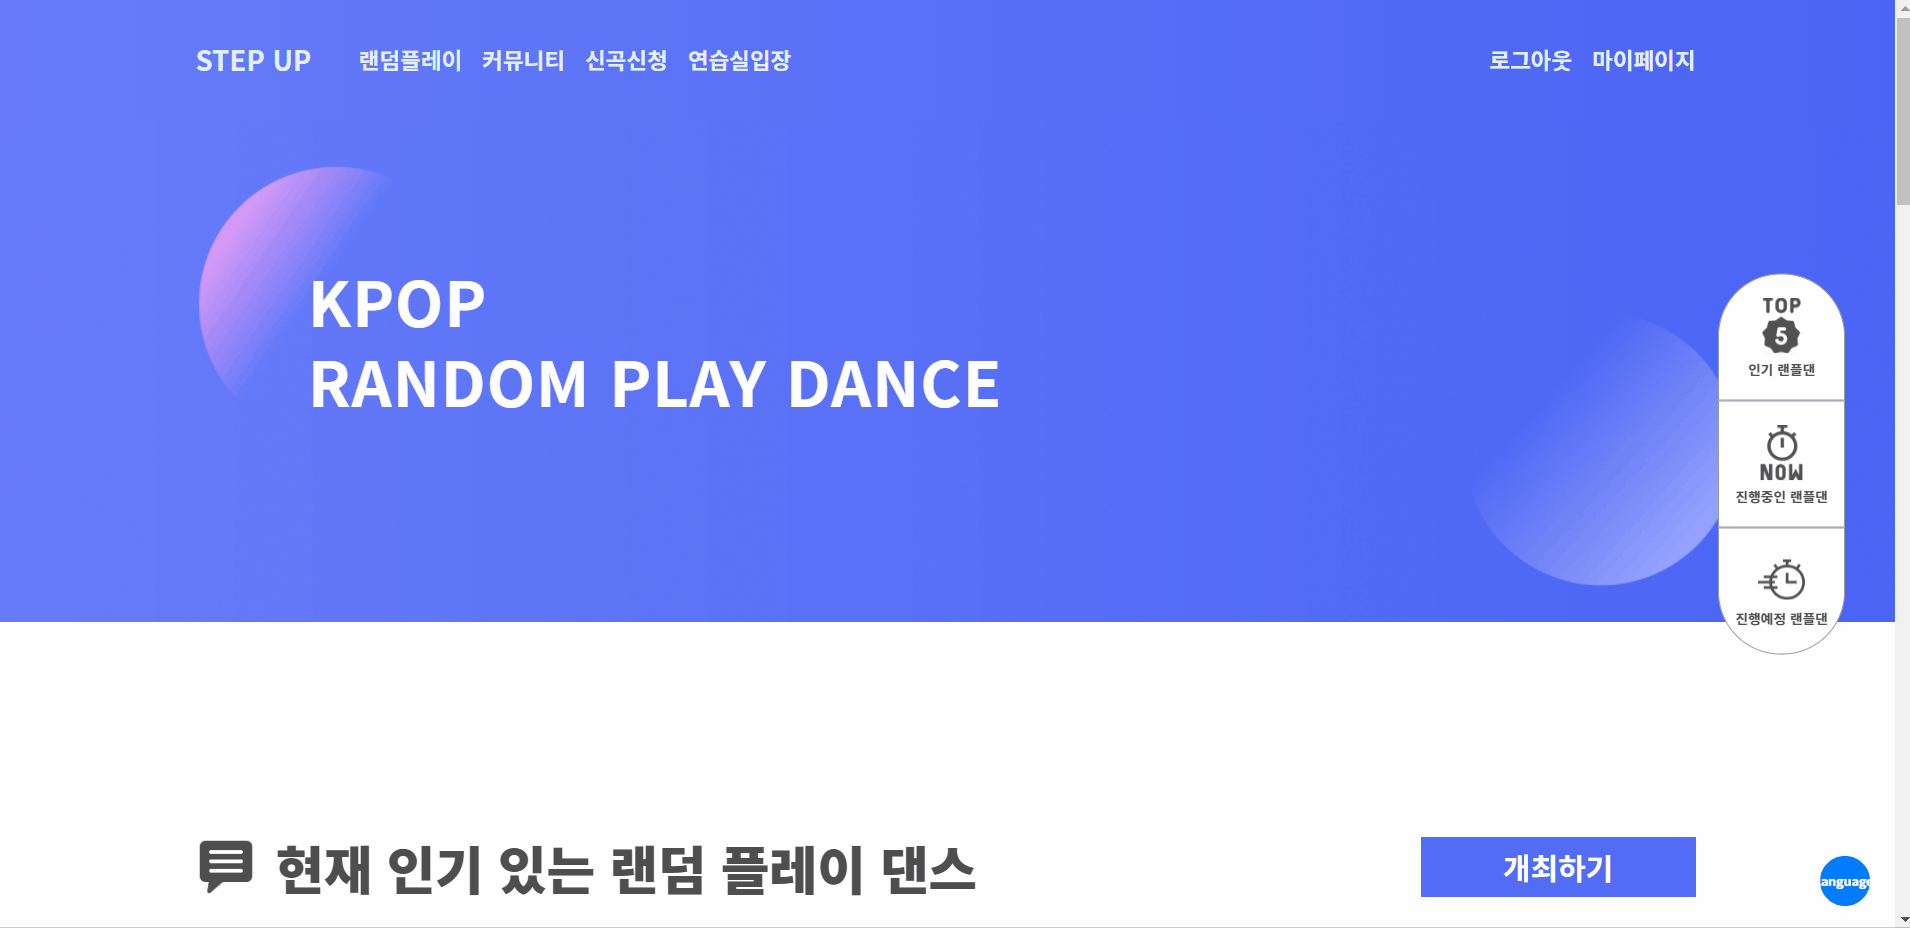 STEP UP 랜덤플레이 커뮤니티 신곡신청 연습실입장 로그아웃 마이페이지
KPOP
RANDOM PLAY DANCE
TOP
5
인기 랜플댄
NOW
진행중인 랜플댄
진행예정 랜플댄
현재 인기 있는 랜덤 플레이 댄스
개최하기
anguage